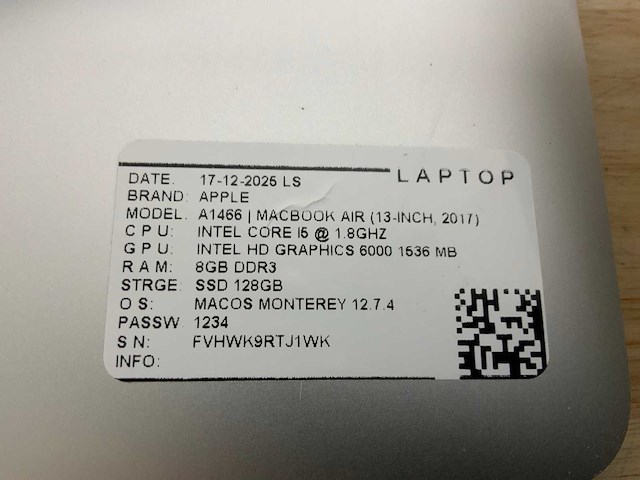 LAPTOP
DATE. 17-12-2025 LS
BRAND: APPLE
MODEL. A1466 | MACBOOK AIR (13-INCH, 2017)
CPU: INTEL CORE I5 @ 1.8GHZ
GPU: INTEL HD GRAPHICS 6000 1536 MB
RAM: 8GB DDR3
STRGE: SSD 128GB
OS: MACOS MONTEREY 12.7.4
PASSW 1234
SN: FVHWK9RTJ1WK
INFO: